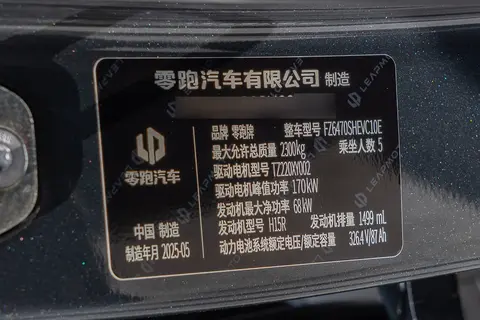 零跑汽车有限公司 制造
品牌 零跑牌 整车型号 FZ6470SHEVC10E
最大允许总质量 2300kg 乘坐人数 5
驱动电机型号 TZ220XY002
驱动电机峰值功率 170kW
发动机最大净功率 68kW
发动机型号 H15R 发动机排量 1499 mL
动力电池系统额定电压/额定容量 326.4V/87Ah
零跑汽车
中国 制造
制造年月 2025-05
LEAPMOTOR